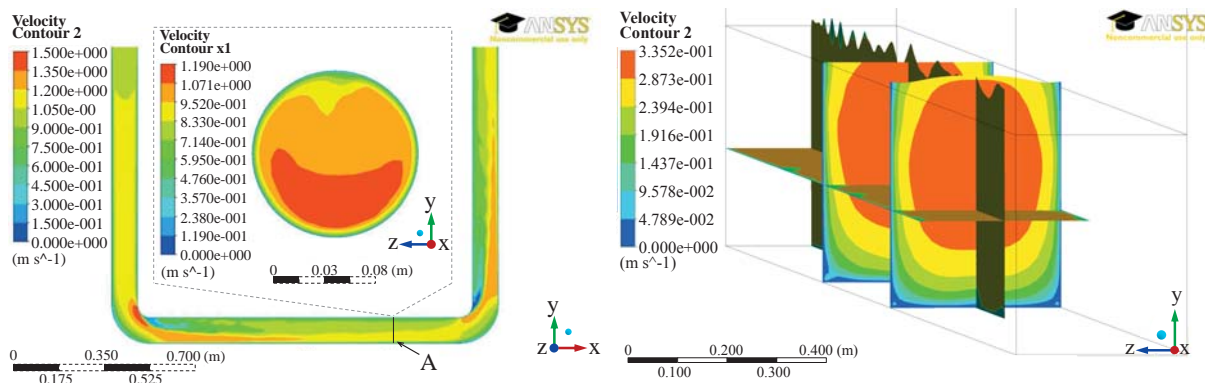 Velocity
Contour 2
1.500e+000
1.350e+000
1.200e+000
1.050e-00
9.000e-001
7.500e-001
6.000e-001
4.500e-001
3.000e-001
1.500e-001
0.000e+000
(m s^-1)
Velocity
Contour x1
1.190e+000
1.071e+000
9.520e-001
8.330e-001
7.140e-001
5.950e-001
4.760e-001
3.570e-001
2.380e-001
1.190e-001
0.000e+000
(m s^-1)
0 0.03 0.08 (m)
y
z x
ANSYS
Noncommercial use only
0 0.350 0.700 (m)
0.175 0.525
A
y
z x
Velocity
Contour 2
3.352e-001
2.873e-001
2.394e-001
1.916e-001
1.437e-001
9.578e-002
4.789e-002
0.000e+000
(m s^-1)
ANSYS
Noncommercial use only
0 0.200 0.400 (m)
0.100 0.300
y
z x